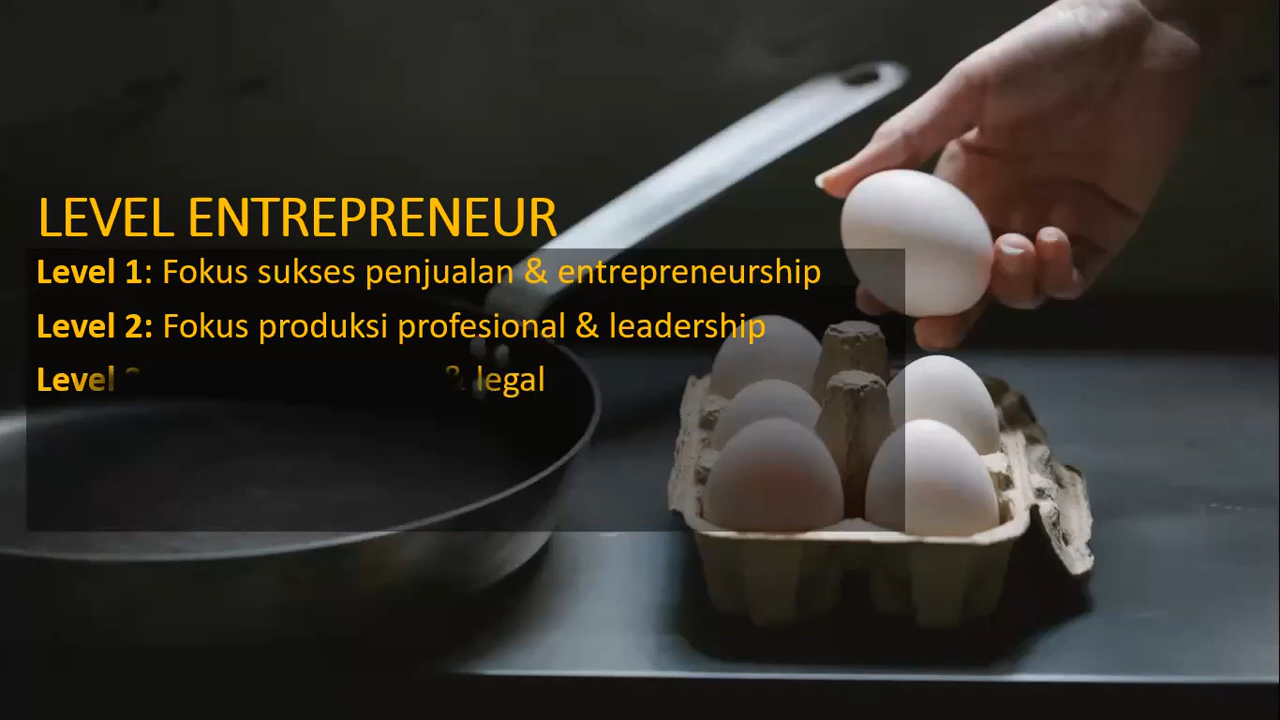 LEVEL ENTREPRENEUR
Level 1: Fokus sukses penjualan & entrepreneurship
Level 2: Fokus produksi profesional & leadership
Level & legal